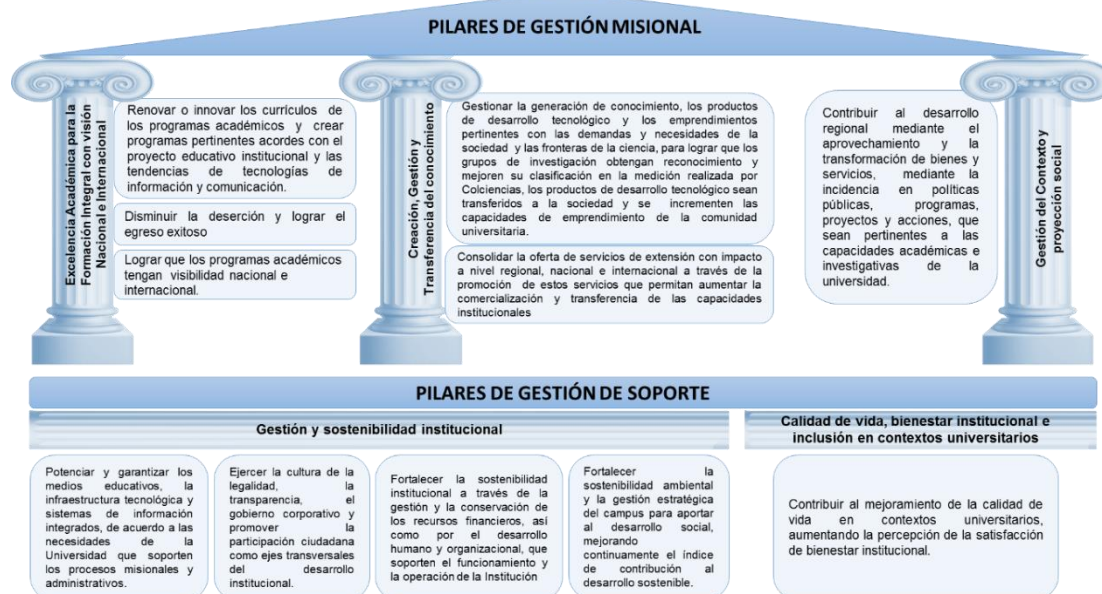 PILARES DE GESTIÓN MISIONAL
Excelencia Académica para la
Formación Integral con visión
Nacional e Internacional
Renovar o innovar los currículos de
los programas académicos y crear
programas pertinentes acordes con el
proyecto educativo institucional y las
tendencias de tecnologías de
información y comunicación.
Disminuir la deserción y lograr el
egreso exitoso
Lograr que los programas académicos
tengan visibilidad nacional e
internacional.
Creación, Gestión y
Transferencia del conocimiento
Gestionar la generación de conocimiento, los productos
de desarrollo tecnológico y los emprendimientos
pertinentes con las demandas y necesidades de la
sociedad y las fronteras de la ciencia, para lograr que los
grupos de investigación obtengan reconocimiento y
mejoren su clasificación en la medición realizada por
Colciencias, los productos de desarrollo tecnológico sean
transferidos a la sociedad y se incrementen las
capacidades de emprendimiento de la comunidad
universitaria.
Consolidar la oferta de servicios de extensión con impacto
a nivel regional, nacional e internacional a través de la
promoción de estos servicios que permitan aumentar la
comercialización y transferencia de las capacidades
institucionales
Contribuir al desarrollo
regional mediante el
aprovechamiento y la
transformación de bienes y
servicios, mediante la
incidencia en políticas
públicas, programas,
proyectos y acciones, que
sean pertinentes a las
capacidades académicas e
investigativas de la
universidad.
Gestión del Contexto y
proyección social
PILARES DE GESTIÓN DE SOPORTE
Gestión y sostenibilidad institucional
Potenciar y garantizar los
medios educativos, la
infraestructura tecnológica y
sistemas de información
integrados, de acuerdo a las
necesidades de la
Universidad que soporten
los procesos misionales y
administrativos.
Ejercer la cultura de la
legalidad, la
transparencia, el
gobierno corporativo y
promover la
participación ciudadana
como ejes transversales
del desarrollo
institucional.
Fortalecer la sostenibilidad
institucional a través de la
gestión y la conservación de
los recursos financieros, así
como por el desarrollo
humano y organizacional, que
soporten el funcionamiento y
la operación de la Institución
Fortalecer la
sostenibilidad ambiental
y la gestión estratégica
del campus para aportar
al desarrollo social,
mejorando
continuamente el índice
de contribución al
desarrollo sostenible.
Calidad de vida, bienestar institucional e
inclusión en contextos universitarios
Contribuir al mejoramiento de la calidad de
vida en contextos universitarios,
aumentando la percepción de la satisfacción
de bienestar institucional.